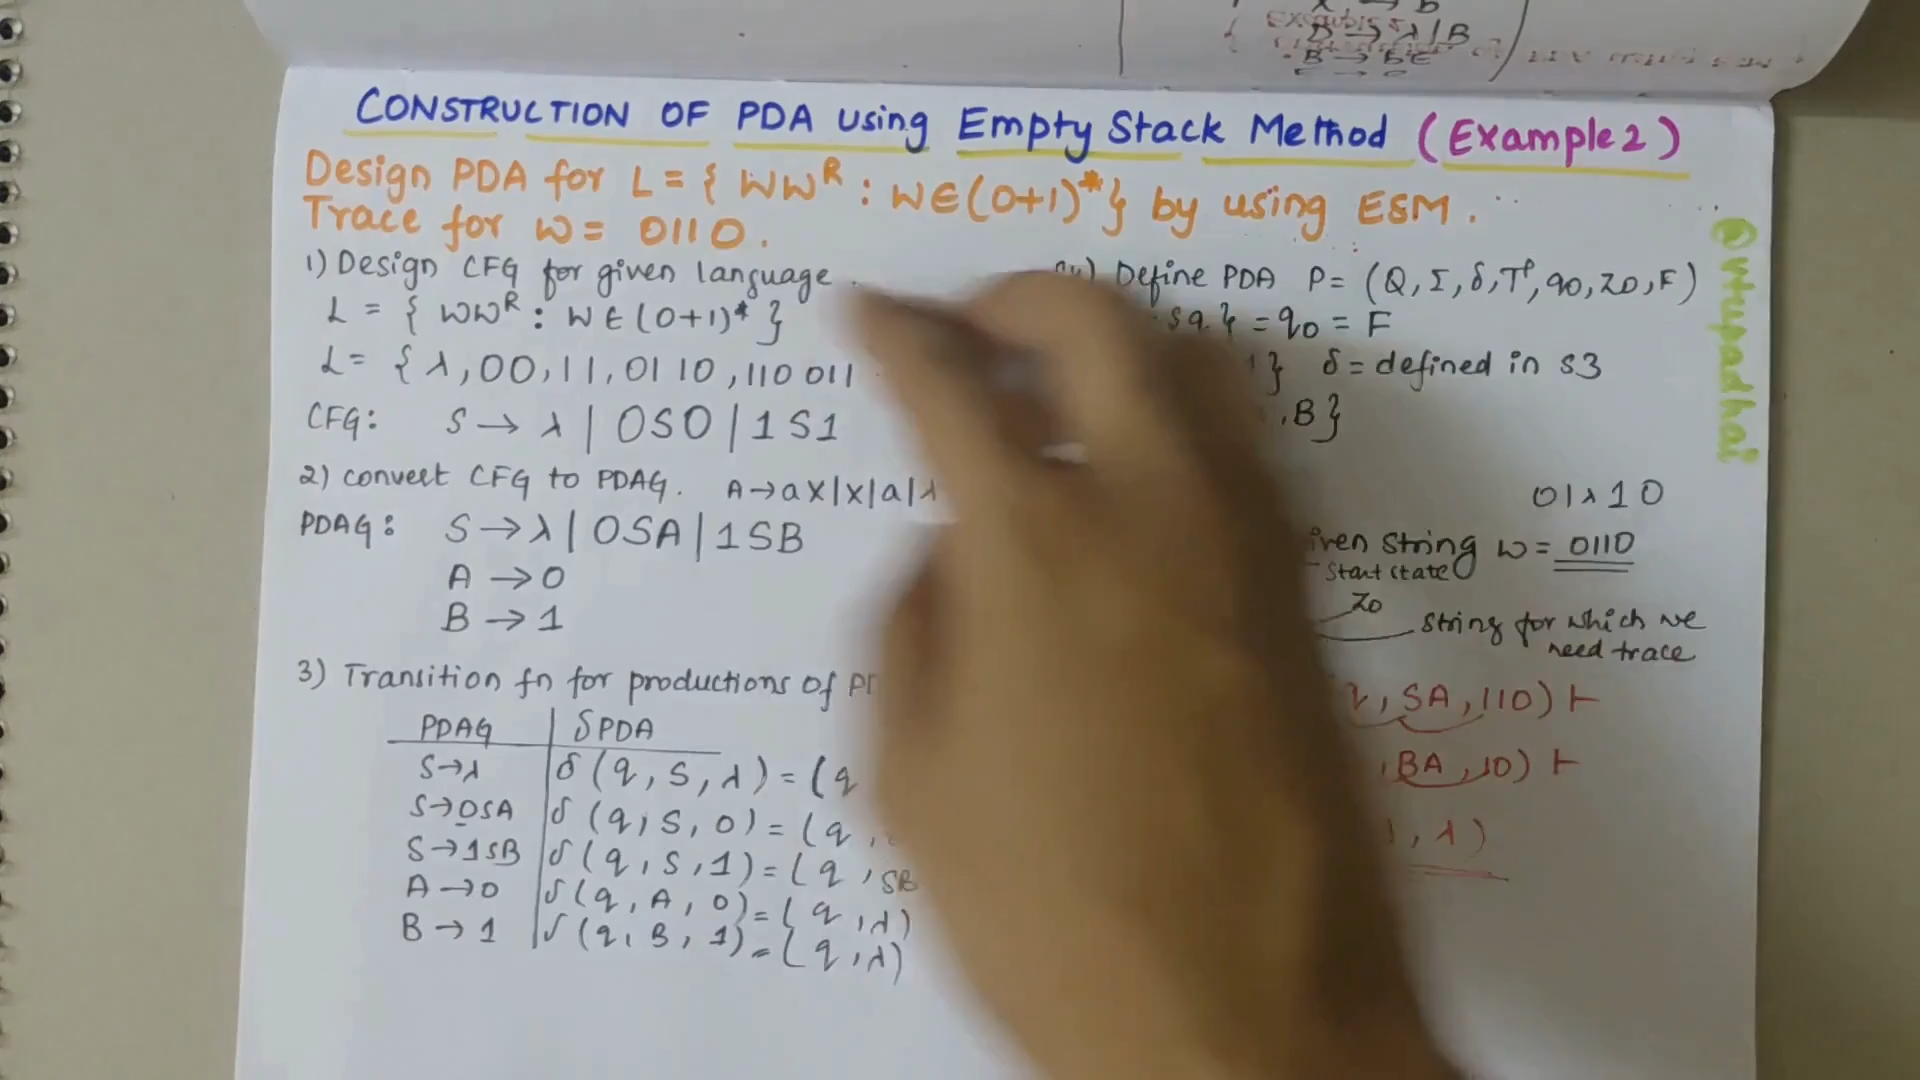 CONSTRUCTION OF PDA using Empty Stack Method (Example 2)
Design PDA for L = { WW^R : W ∈ (0+1)* } by using ESM.
Trace for w = 0110.
1) Design CFG for given language.
L = { WW^R : W ∈ (0+1)* }
L = { λ, 00, 11, 0110, 110011
CFG: S → λ | 0S0 | 1S1
2) convert CFG to PDAG. A → aX|X|a|λ
PDAG: S → λ | 0SA | 1SB
A → 0
B → 1
3) Transition fn for productions of
PDAG δPDA
S→λ δ(q, S, λ) = (q
S→0SA δ(q, S, 0) = (q,
S→1SB δ(q, S, 1) = (q, SB
A→0 δ(q, A, 0) = (q, λ)
B→1 δ(q, B, 1) = (q, λ)
Define PDA P = (Q, Σ, δ, T, q0, Z0, F)
} = q0 = F
} δ = defined in S3
, B}
01λ10
string w = 0110
Start state
Z0
string for which we
need trace
, SA, 110) ⊢
, BA, 10) ⊢
, λ)
@rtupadhai
B
D → λ | B
B → bE